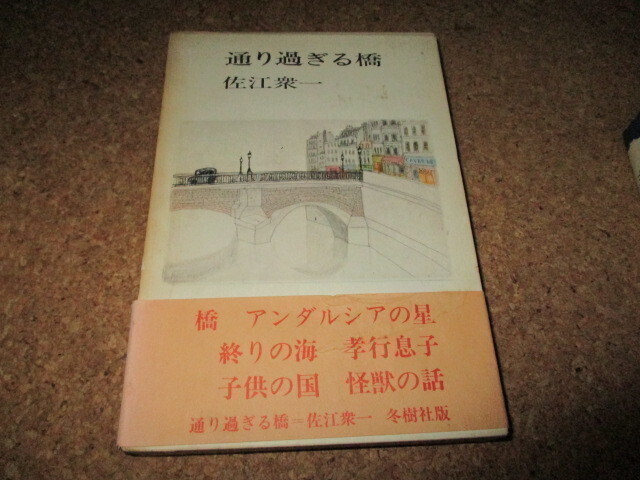 通り過ぎる橋
佐江衆一
橋 アンダルシアの星
終りの海 孝行息子
子供の国 怪獣の話
通り過ぎる橋=佐江衆一 冬樹社版